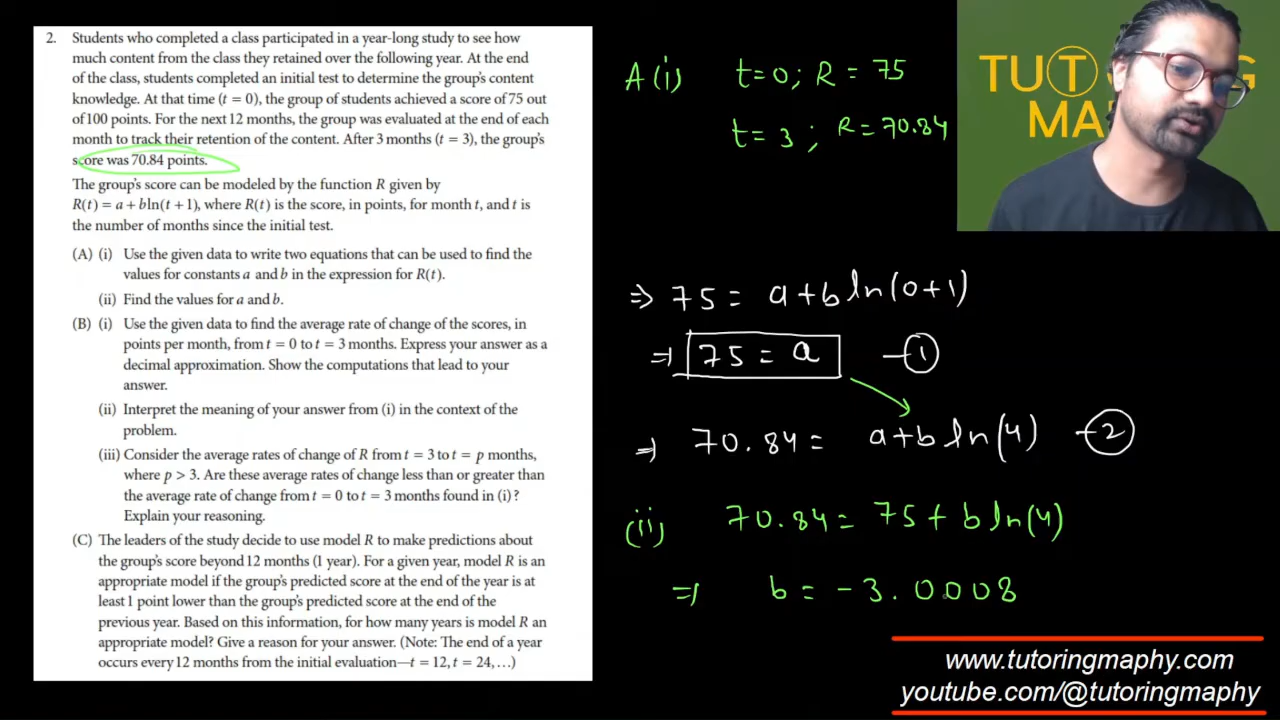 2. Students who completed a class participated in a year-long study to see how
much content from the class they retained over the following year. At the end
of the class, students completed an initial test to determine the group's content
knowledge. At that time (t = 0), the group of students achieved a score of 75 out
of 100 points. For the next 12 months, the group was evaluated at the end of each
month to track their retention of the content. After 3 months (t = 3), the group's
score was 70.84 points.
The group's score can be modeled by the function R given by
R(t) = a + b ln(t + 1), where R(t) is the score, in points, for month t, and t is
the number of months since the initial test.
(A) (i) Use the given data to write two equations that can be used to find the
values for constants a and b in the expression for R(t).
(ii) Find the values for a and b.
(B) (i) Use the given data to find the average rate of change of the scores, in
points per month, from t = 0 to t = 3 months. Express your answer as a
decimal approximation. Show the computations that lead to your
answer.
(ii) Interpret the meaning of your answer from (i) in the context of the
problem.
(iii) Consider the average rates of change of R from t = 3 to t = p months,
where p > 3. Are these average rates of change less than or greater than
the average rate of change from t = 0 to t = 3 months found in (i)?
Explain your reasoning.
(C) The leaders of the study decide to use model R to make predictions about
the group's score beyond 12 months (1 year). For a given year, model R is an
appropriate model if the group's predicted score at the end of the year is at
least 1 point lower than the group's predicted score at the end of the
previous year. Based on this information, for how many years is model R an
appropriate model? Give a reason for your answer. (Note: The end of a year
occurs every 12 months from the initial evaluation—t = 12, t = 24, …)
A (i) t=0; R = 75
t = 3 ; R = 70.84
⇒ 75 = a+b ln(0+1)
⇒ 75 = a —①
⇒ 70.84 = a+b ln(4) —②
(ii) 70.84 = 75 + b ln(4)
⇒ b = -3.0008
TUT G
MA
www.tutoringmaphy.com
youtube.com/@tutoringmaphy